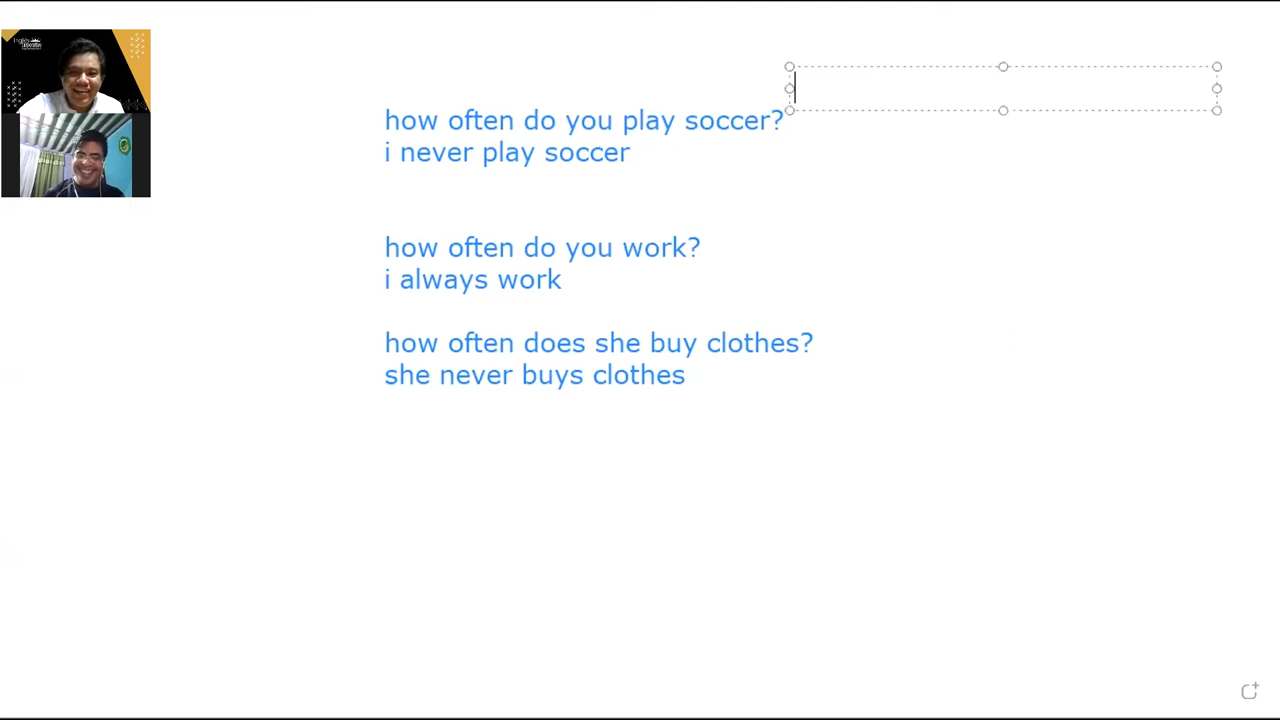 Inglés
how often do you play soccer?
i never play soccer
how often do you work?
i always work
how often does she buy clothes?
she never buys clothes